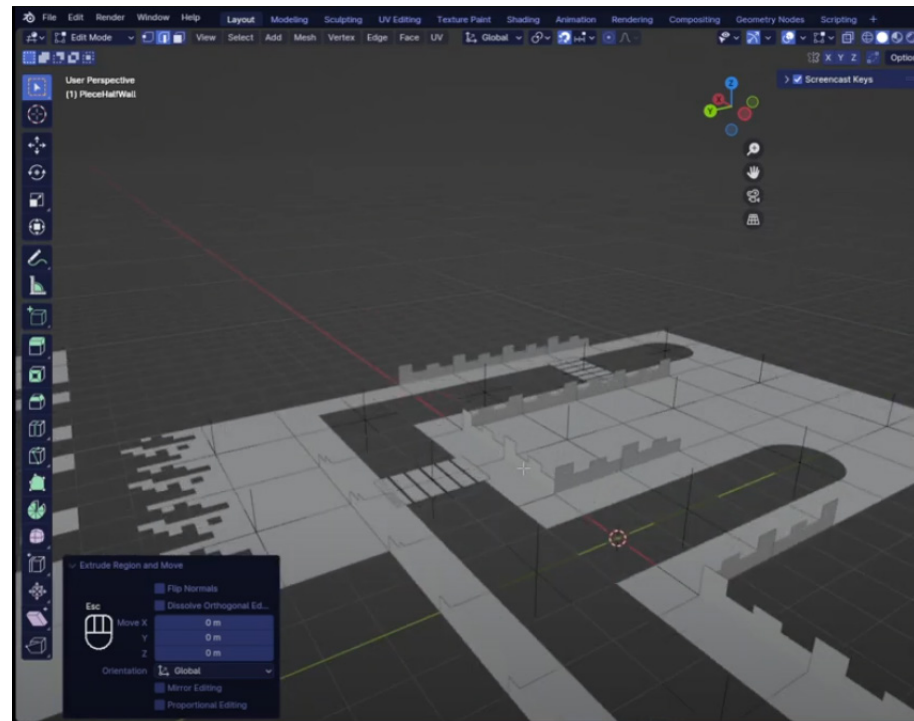 File Edit Render Window Help Layout Modeling Sculpting UV Editing Texture Paint Shading Animation Rendering Compositing Geometry Nodes Scripting +
Edit Mode View Select Add Mesh Vertex Edge Face UV Global
X Y Z Optio
User Perspective
(1) PieceHalfWall
Screencast Keys
Z
X
Y
Extrude Region and Move
Flip Normals
Dissolve Orthogonal Ed...
Esc
Move X 0 m
Y 0 m
Z 0 m
Orientation Global
Mirror Editing
Proportional Editing